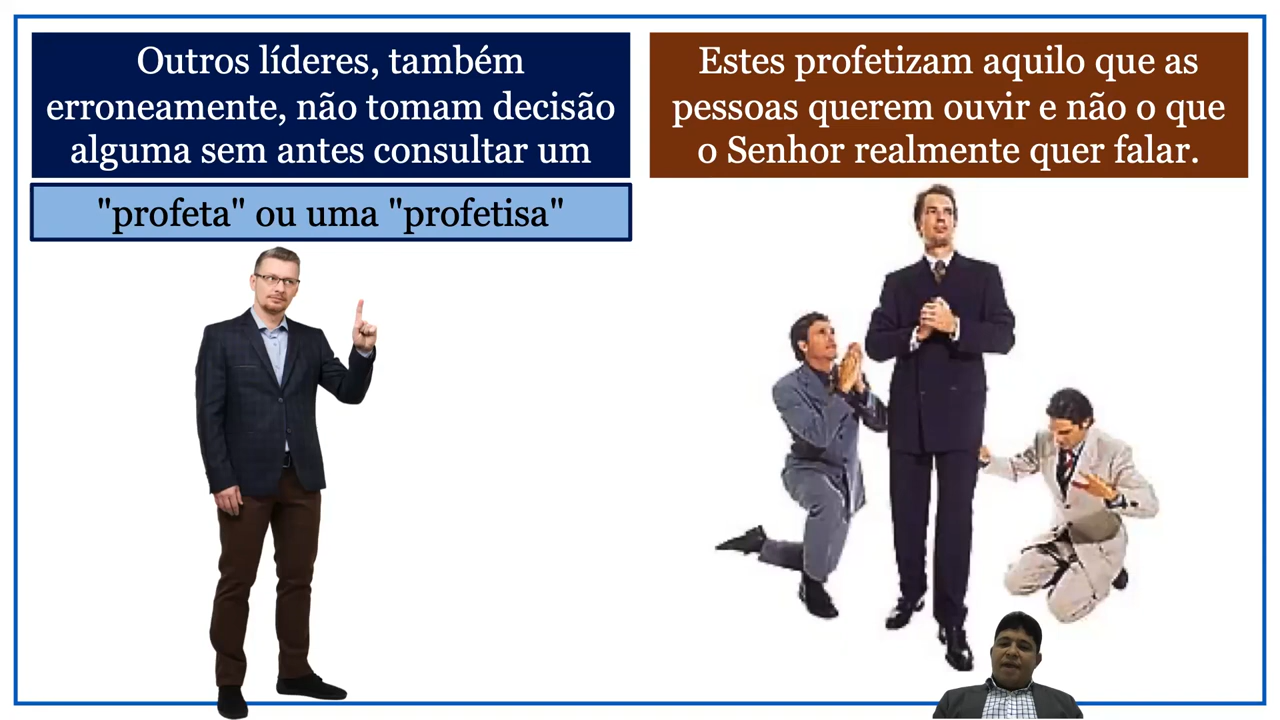 Outros líderes, também
erroneamente, não tomam decisão
alguma sem antes consultar um
"profeta" ou uma "profetisa"
Estes profetizam aquilo que as
pessoas querem ouvir e não o que
o Senhor realmente quer falar.